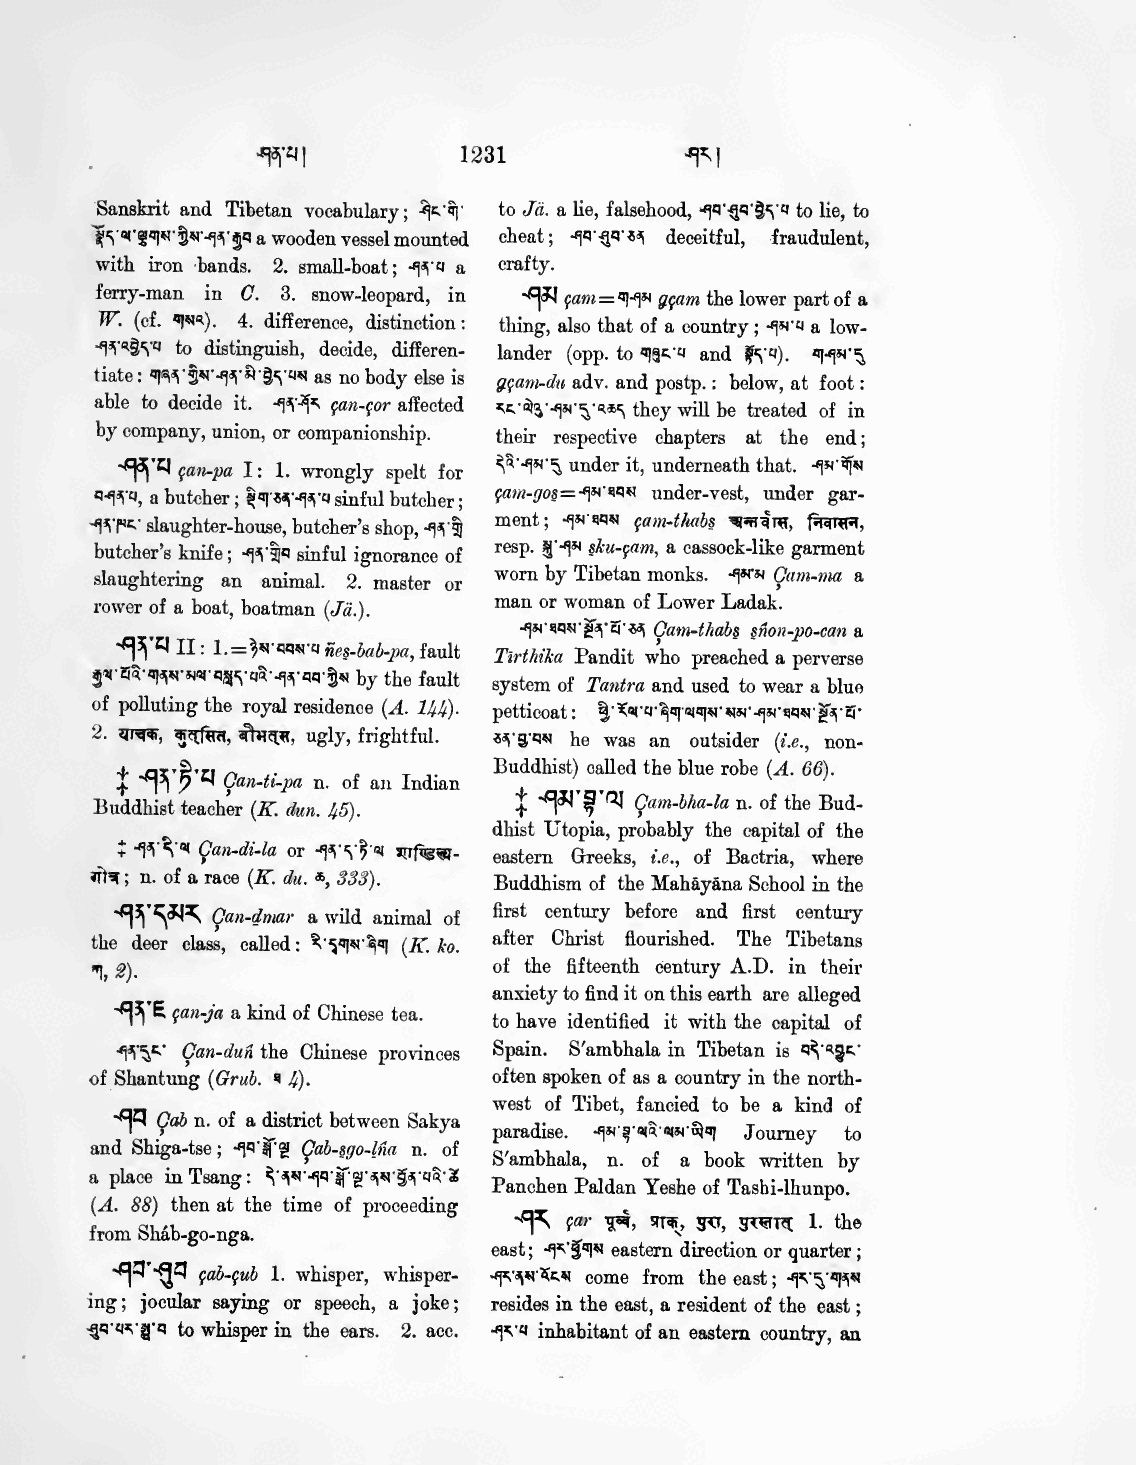 ཤན་པ། 1231 ཤར།
Sanskrit and Tibetan vocabulary; ཤིང་གི་
སྣོད་ལ་ལྕགས་ཀྱིས་ཤན་རྒྱབ a wooden vessel mounted
with iron bands. 2. small-boat; ཤན་པ a
ferry-man in C. 3. snow-leopard, in
W. (cf. གསར). 4. difference, distinction:
ཤན་འབྱེད་པ to distinguish, decide, differen-
tiate: གཞན་གྱིས་ཤན་མི་བྱེད་པས as no body else is
able to decide it. ཤན་ཤོར çan-çor affected
by company, union, or companionship.
ཤན་པ çan-pa I: 1. wrongly spelt for
བཤན་པ, a butcher; སྡིག་ཅན་ཤན་པ sinful butcher;
ཤན་ཁང་ slaughter-house, butcher's shop, ཤན་གྲི
butcher's knife; ཤན་གྲིབ sinful ignorance of
slaughtering an animal. 2. master or
rower of a boat, boatman (Jä.).
ཤན་པ II: 1.=ཉེས་བབས་པ ñes̱-bab-pa, fault
རྒྱལ་པོའི་གནས་མལ་བསླད་པའི་ཤན་བབ་ཀྱིས by the fault
of polluting the royal residence (A. 144).
2. याचक, कुत्सित, बीभत्स, ugly, frightful.
‡ ཤན་ཏི་པ Çan-ti-pa n. of an Indian
Buddhist teacher (K. dun. 45).
‡ ཤན་དི་ལ Çan-di-la or ཤན་ད་ཏི་ལ शाण्डिल्य-
गोत्र; n. of a race (K. du. ཆ, 333).
ཤན་དམར Çan-ḏmar a wild animal of
the deer class, called: རི་དྭགས་ཞིག (K. ko.
ཀ, 2).
ཤན་ཇ çan-ja a kind of Chinese tea.
ཤན་དུང་ Çan-duṅ the Chinese provinces
of Shantung (Grub. ཐ 4).
ཤབ Çab n. of a district between Sakya
and Shiga-tse; ཤབ་སྒོ་ལྔ Çab-s̱go-ḻṅa n. of
a place in Tsang: དེ་ནས་ཤབ་སྒོ་ལྔ་ནས་བྱོན་པའི་ཚེ
(A. 88) then at the time of proceeding
from Sháb-go-nga.
ཤབ་ཤུབ çab-çub 1. whisper, whisper-
ing; jocular saying or speech, a joke;
ཤུབ་པར་སྨྲ་བ to whisper in the ears. 2. acc.
to Jä. a lie, falsehood, ཤབ་ཤུབ་བྱེད་པ to lie, to
cheat; ཤབ་ཤུབ་ཅན deceitful, fraudulent,
crafty.
ཤམ çam=གཤམ gçam the lower part of a
thing, also that of a country; ཤམ་པ a low-
lander (opp. to གཞུང་པ and སྟོད་པ). གཤམ་དུ
gçam-du adv. and postp.: below, at foot:
རང་ལེའུ་ཤམ་དུ་འཆད they will be treated of in
their respective chapters at the end;
དེའི་ཤམ་དུ under it, underneath that. ཤམ་གོས
çam-gos̱=ཤམ་ཐབས under-vest, under gar-
ment; ཤམ་ཐབས çam-thabs̱ अन्तर्वास, निवासन,
resp. སྐུ་ཤམ s̱ku-çam, a cassock-like garment
worn by Tibetan monks. ཤམ་མ Çam-ma a
man or woman of Lower Ladak.
ཤམ་ཐབས་སྔོན་པོ་ཅན Çam-thabs̱ s̱ṅon-po-can a
Tīrthika Pandit who preached a perverse
system of Tantra and used to wear a blue
petticoat: ཕྱི་རོལ་པ་ཞིག་ལགས་སམ་ཤམ་ཐབས་སྔོན་པོ་
ཅན་བྱ་བས he was an outsider (i.e., non-
Buddhist) called the blue robe (A. 66).
‡ ཤམ་བྷ་ལ Çam-bha-la n. of the Bud-
dhist Utopia, probably the capital of the
eastern Greeks, i.e., of Bactria, where
Buddhism of the Mahāyāna School in the
first century before and first century
after Christ flourished. The Tibetans
of the fifteenth century A.D. in their
anxiety to find it on this earth are alleged
to have identified it with the capital of
Spain. S'ambhala in Tibetan is བདེ་འབྱུང་
often spoken of as a country in the north-
west of Tibet, fancied to be a kind of
paradise. ཤམ་བྷ་ལའི་ལམ་ཡིག Journey to
S'ambhala, n. of a book written by
Panchen Paldan Yeshe of Tashi-lhunpo.
ཤར çar पूर्व्व, प्राक्, पुरा, पुरस्तात् 1. the
east; ཤར་ཕྱོགས eastern direction or quarter;
ཤར་ནས་འོངས come from the east; ཤར་དུ་གནས
resides in the east, a resident of the east;
ཤར་པ inhabitant of an eastern country, an